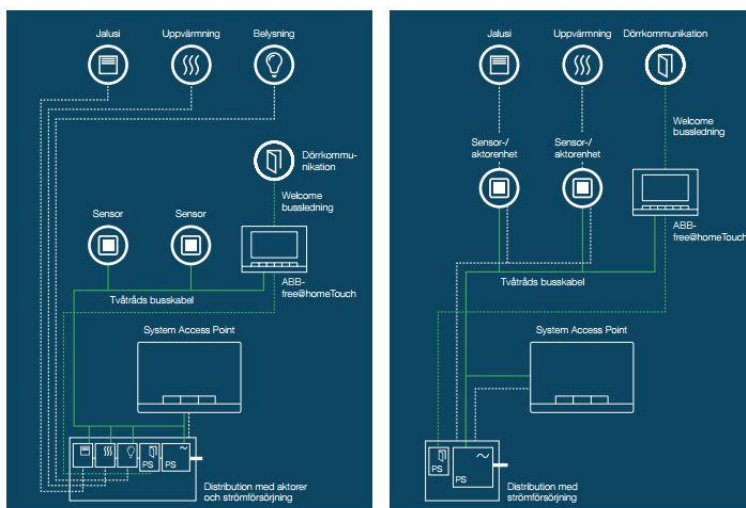 Jalusi
Uppvärmning
Belysning
Dörrkommu-
nikation
Welcome
bussledning
Sensor
Sensor
ABB-
free@homeTouch
Tvåtråds busskabel
System Access Point
PS
PS
Distribution med aktorer
och strömförsörjning
Jalusi
Uppvärmning
Dörrkommunikation
Welcome
bussledning
Sensor-/
aktorenhet
Sensor-/
aktorenhet
ABB-
free@homeTouch
Tvåtråds busskabel
System Access Point
PS
PS
Distribution med
strömförsörjning